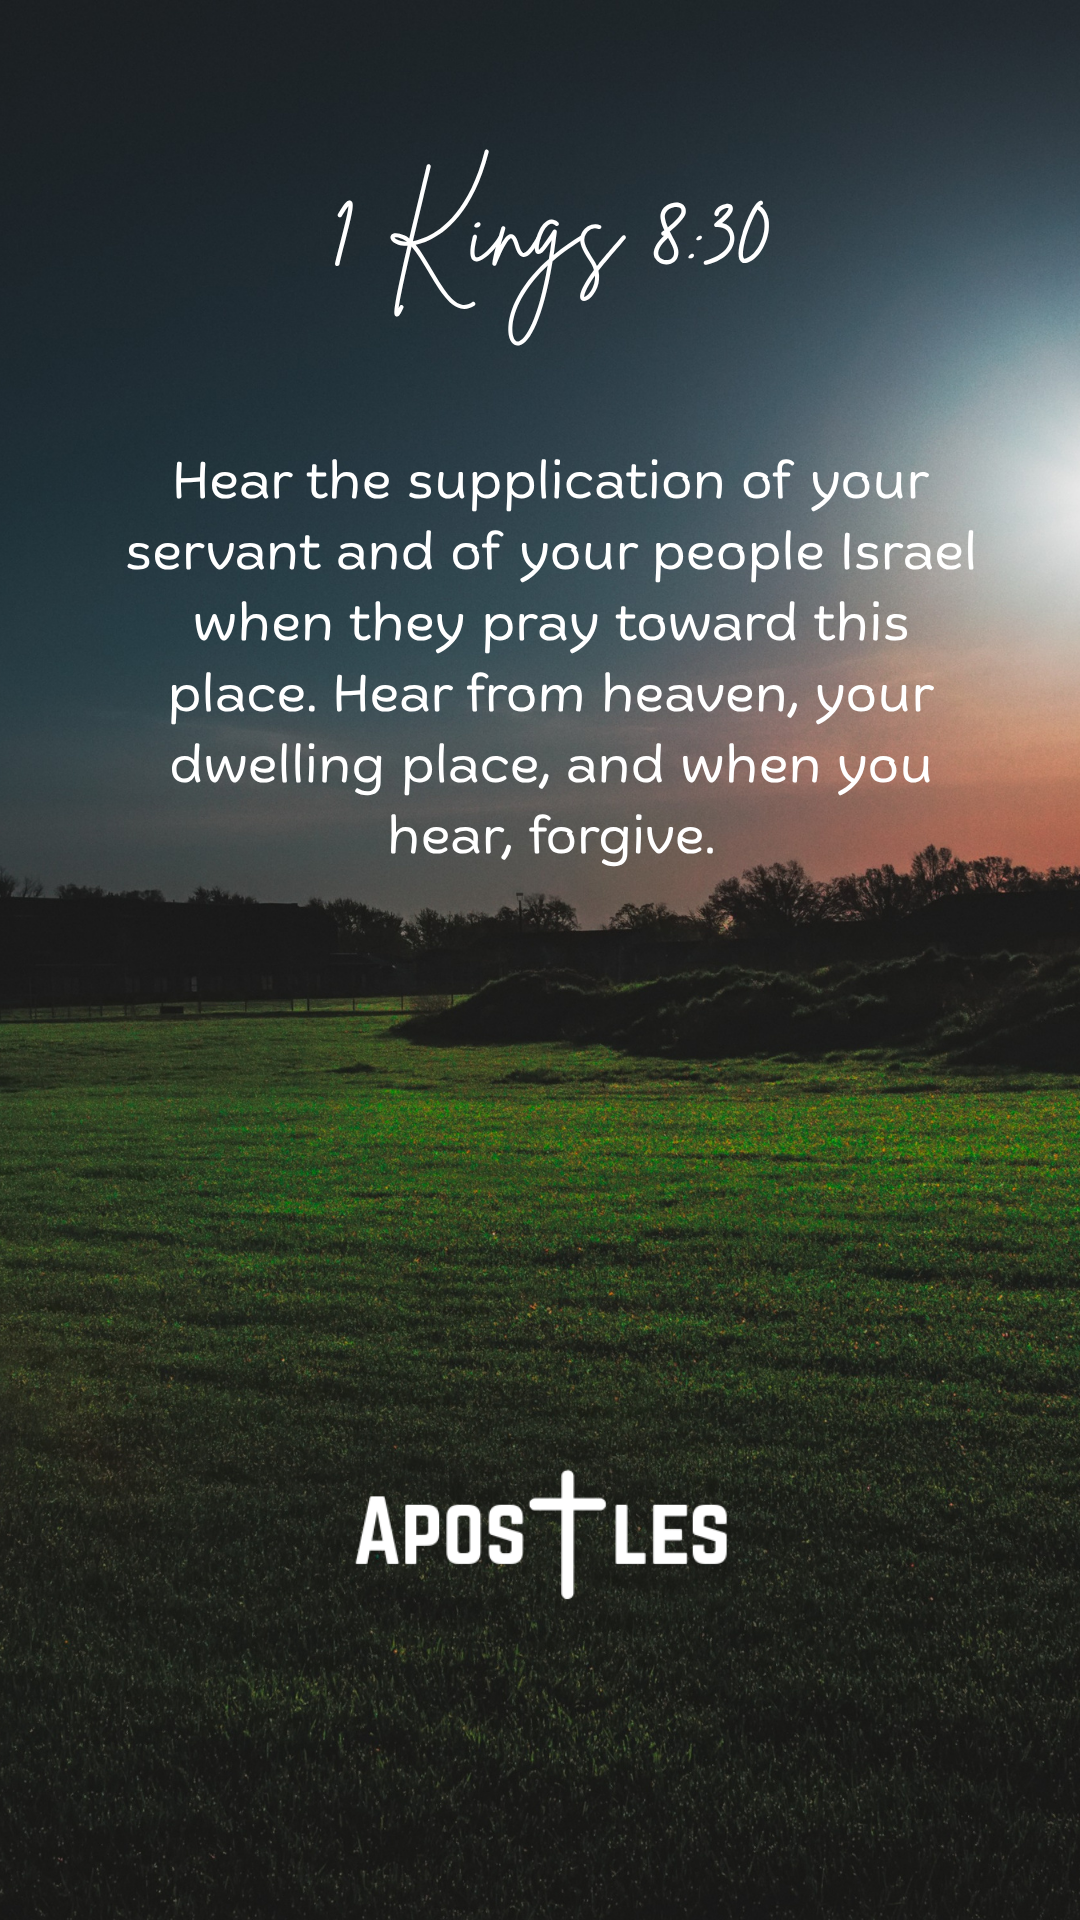 1 Kings 8:30
Hear the supplication of your
servant and of your people Israel
when they pray toward this
place. Hear from heaven, your
dwelling place, and when you
hear, forgive.
APOSTLES